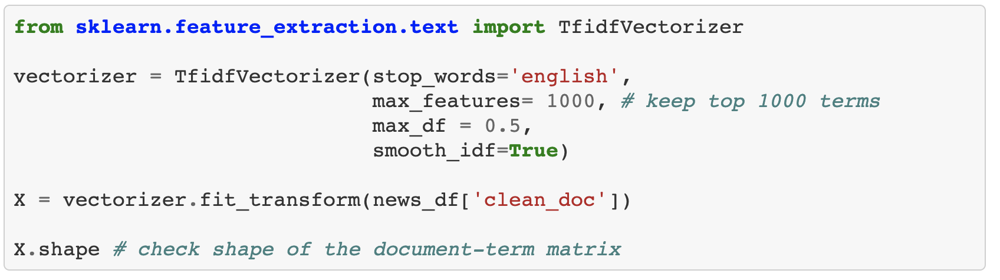 from sklearn.feature_extraction.text import TfidfVectorizer
vectorizer = TfidfVectorizer(stop_words='english',
max_features= 1000, # keep top 1000 terms
max_df = 0.5,
smooth_idf=True)
X = vectorizer.fit_transform(news_df['clean_doc'])
X.shape # check shape of the document-term matrix